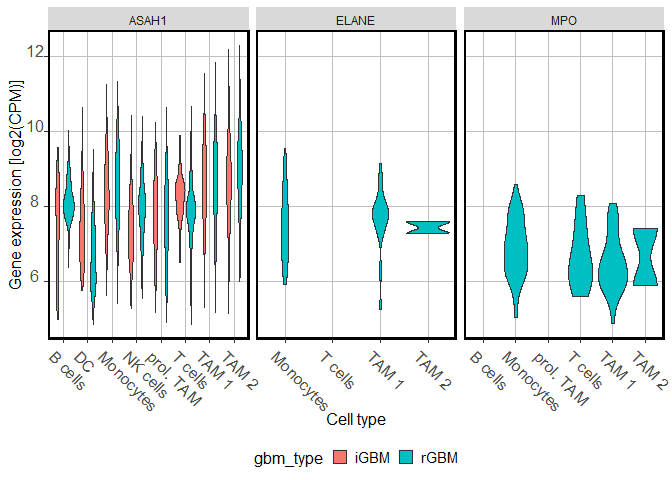 ASAH1 ELANE MPO
Gene expression [log2(CPM)]
12
10
8
6
B cells DC Monocytes NK cells prol. TAM T cells TAM 1 TAM 2 Monocytes T cells TAM 1 TAM 2 B cells Monocytes prol. TAM T cells TAM 1 TAM 2
Cell type
gbm_type iGBM rGBM